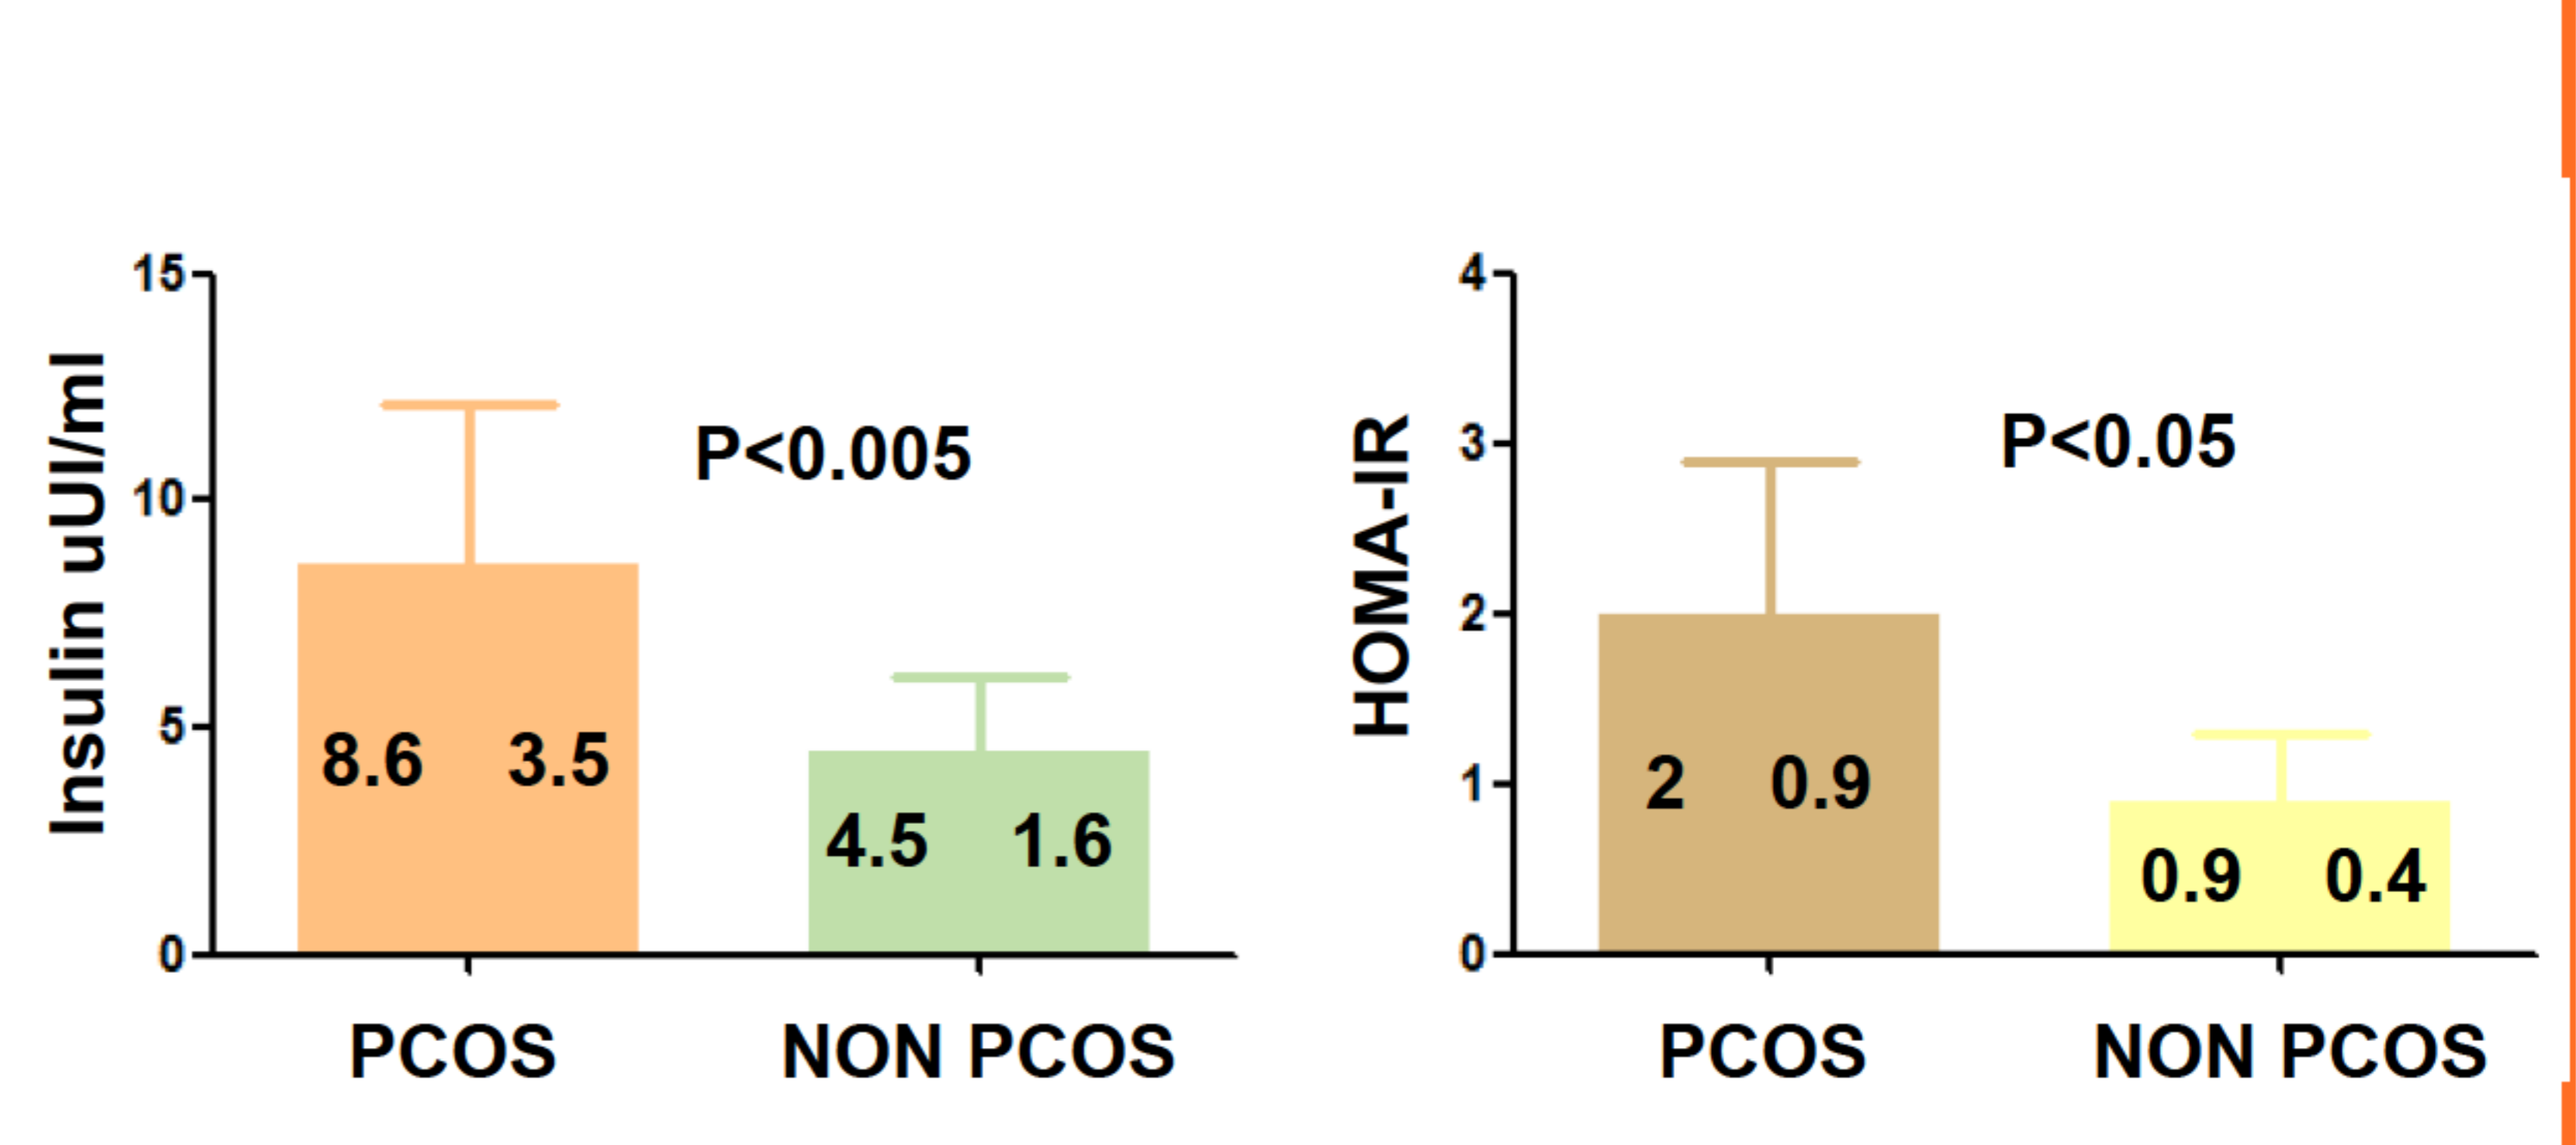 Insulin uUI/ml
15
10
5
0
P<0.005
8.6 3.5
4.5 1.6
PCOS NON PCOS
HOMA-IR
4
3
2
1
0
P<0.05
2 0.9
0.9 0.4
PCOS NON PCOS